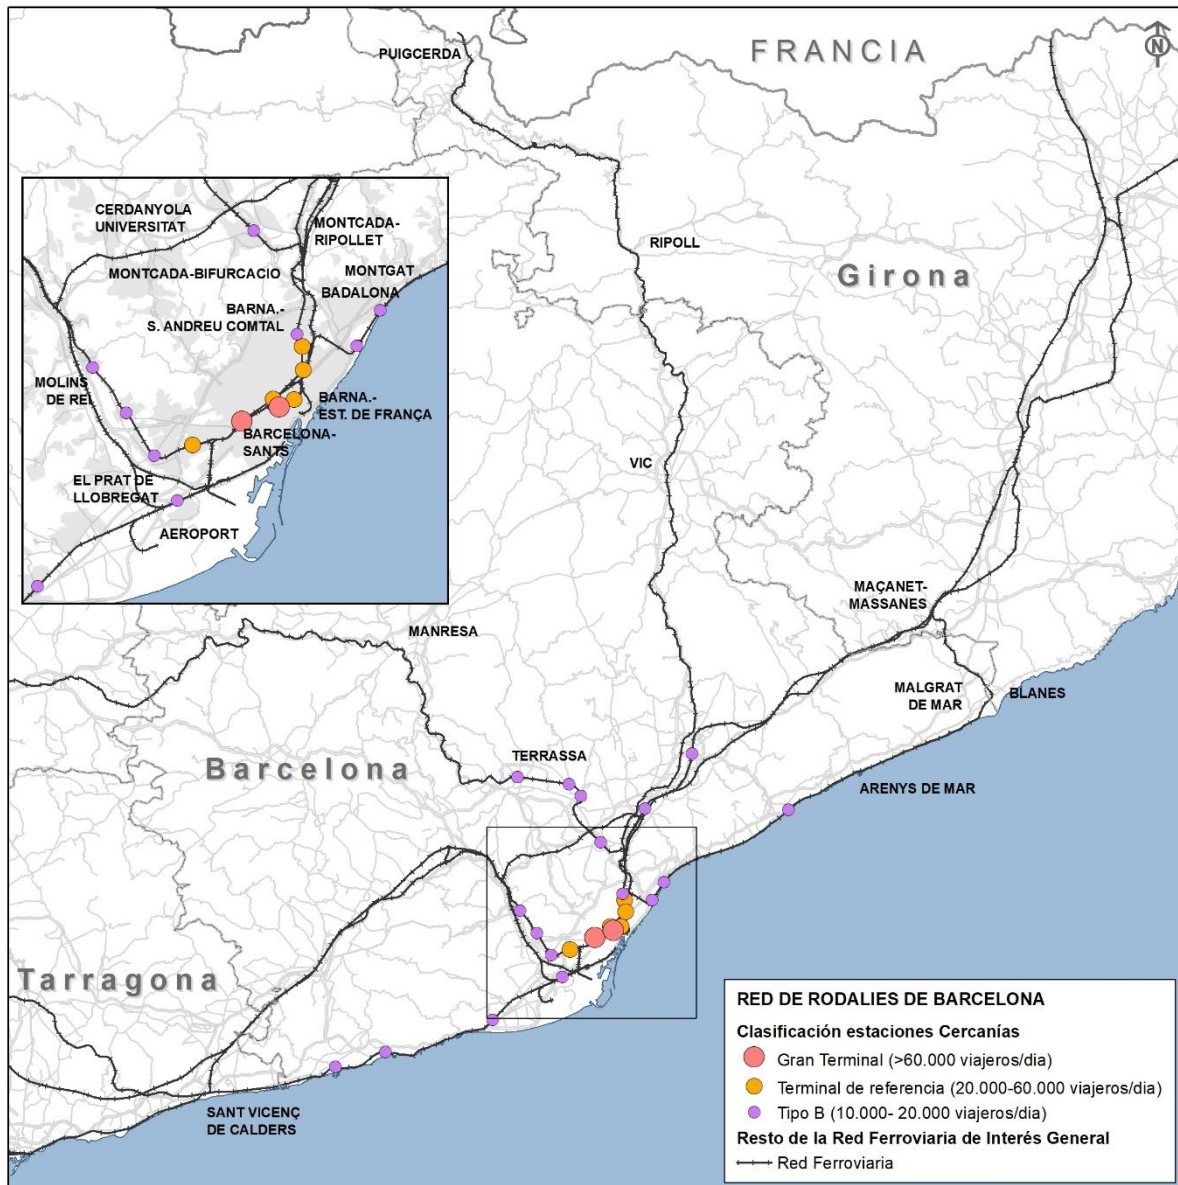 PUIGCERDA
FRANCIA
N
CERDANYOLA
UNIVERSITAT
MONTCADA-
RIPOLLET
RIPOLL
MONTCADA-BIFURCACIO
MONTGAT
Girona
BADALONA
BARNA.-
S. ANDREU COMTAL
MOLINS
DE REI
BARNA.-
EST. DE FRANÇA
BARCELONA-
SANTS
EL PRAT DE
LLOBREGAT
AEROPORT
VIC
MAÇANET-
MASSANES
MANRESA
MALGRAT
DE MAR
BLANES
TERRASSA
Barcelona
ARENYS DE MAR
Tarragona
SANT VICENÇ
DE CALDERS
RED DE RODALIES DE BARCELONA
Clasificación estaciones Cercanías
Gran Terminal (>60.000 viajeros/dia)
Terminal de referencia (20.000-60.000 viajeros/dia)
Tipo B (10.000- 20.000 viajeros/dia)
Resto de la Red Ferroviaria de Interés General
Red Ferroviaria